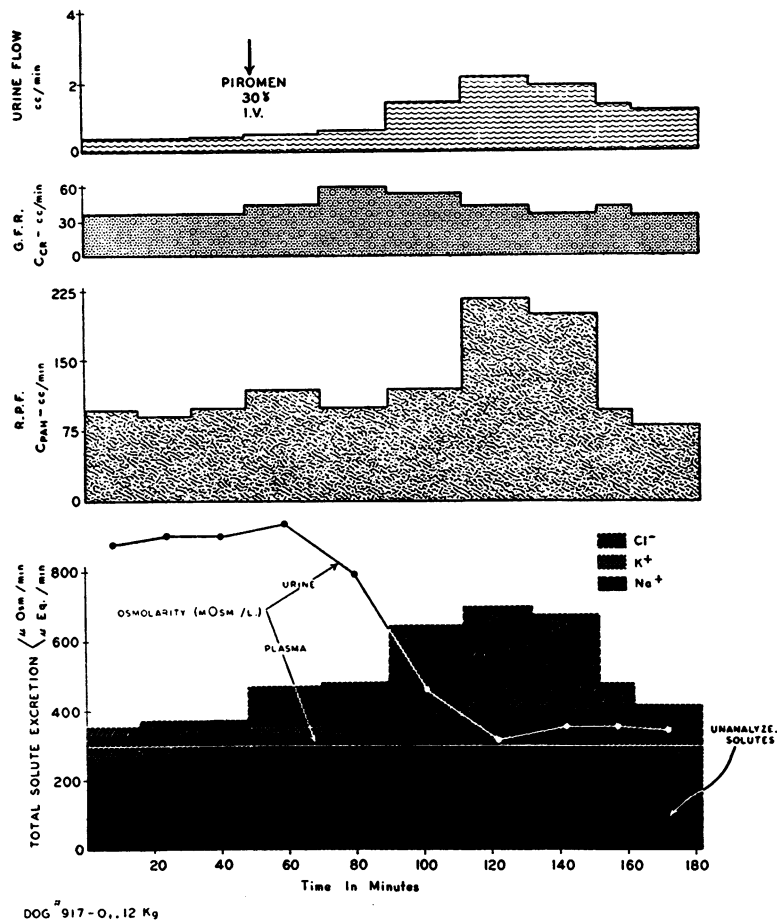 4
2
0
URINE FLOW
cc/min
PIROMEN
30 γ
I.V.
60
30
0
G.F.R.
CCR - cc/min
225
150
75
0
R.P.F.
CPAH - cc/min
800
600
400
200
0
TOTAL SOLUTE EXCRETION < μ Osm/min
μ Eq./min
Cl⁻
K⁺
Na⁺
URINE
OSMOLARITY (MOSM/L.)
PLASMA
UNANALYZE.
SOLUTES
20 40 60 80 100 120 140 160 180
Time In Minutes
DOG #917-0,.12 Kg